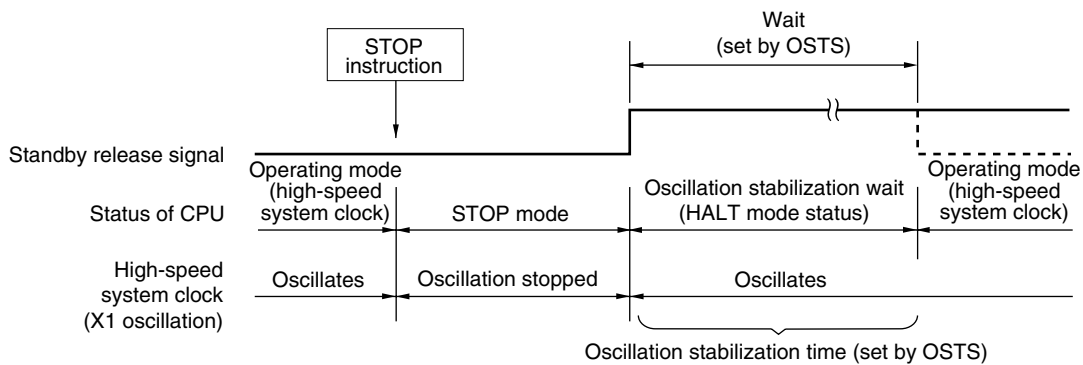 Wait
(set by OSTS)
STOP
instruction
Standby release signal
Status of CPU
Operating mode
(high-speed
system clock)
STOP mode
Oscillation stabilization wait
(HALT mode status)
Operating mode
(high-speed
system clock)
High-speed
system clock
(X1 oscillation)
Oscillates
Oscillation stopped
Oscillates
Oscillation stabilization time (set by OSTS)